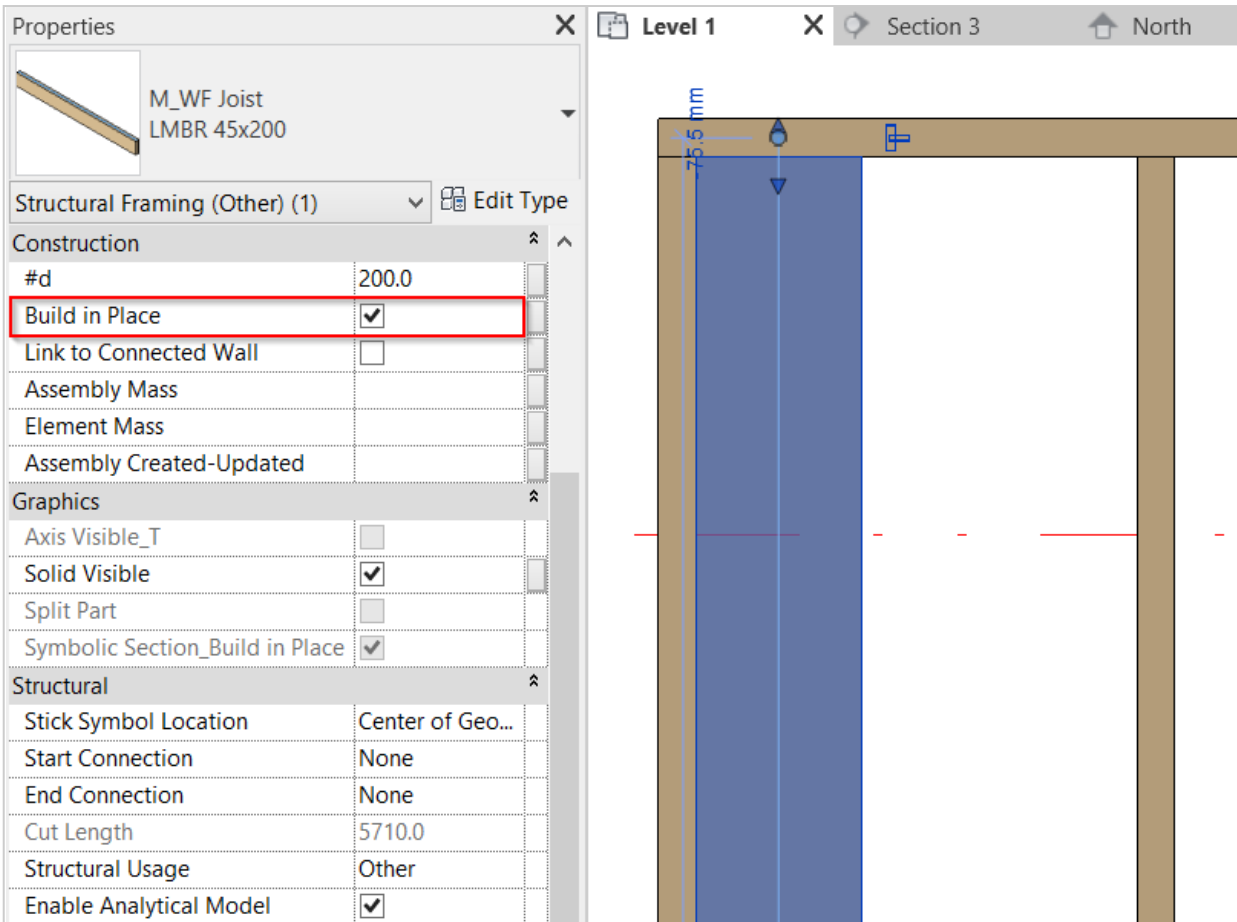 Properties
M_WF Joist
LMBR 45x200
Structural Framing (Other) (1)
Edit Type
Construction
#d 200.0
Build in Place
Link to Connected Wall
Assembly Mass
Element Mass
Assembly Created-Updated
Graphics
Axis Visible_T
Solid Visible
Split Part
Symbolic Section_Build in Place
Structural
Stick Symbol Location Center of Geo...
Start Connection None
End Connection None
Cut Length 5710.0
Structural Usage Other
Enable Analytical Model
Level 1 Section 3 North
-75.5 mm